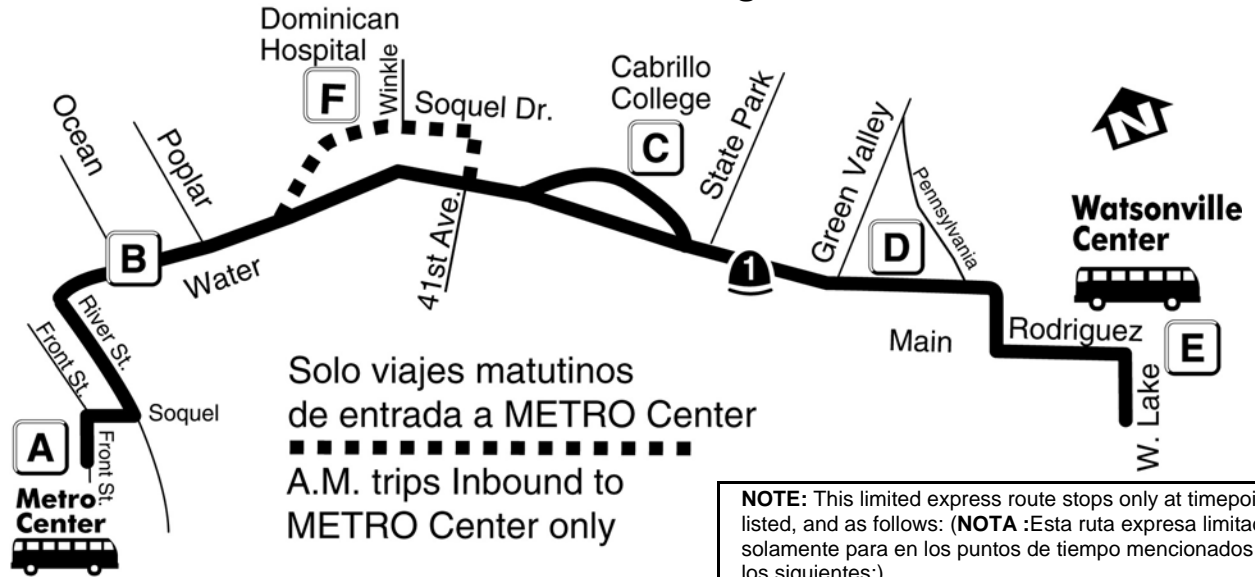 Dominican
Hospital
F
Winkle
Soquel Dr.
Cabrillo
College
C
State Park
Ocean
Poplar
B
Water
41st Ave.
Green Valley
Pennsylvania
D
N
Watsonville
Center
1
River St.
Front St.
Soquel
A
Front St.
Metro
Center
Main
Rodriguez
E
W. Lake
Solo viajes matutinos
de entrada a METRO Center
A.M. trips Inbound to
METRO Center only
NOTE: This limited express route stops only at timepoi
listed, and as follows: (NOTA :Esta ruta expresa limitad
solamente para en los puntos de tiempo mencionados
los siguientes:)